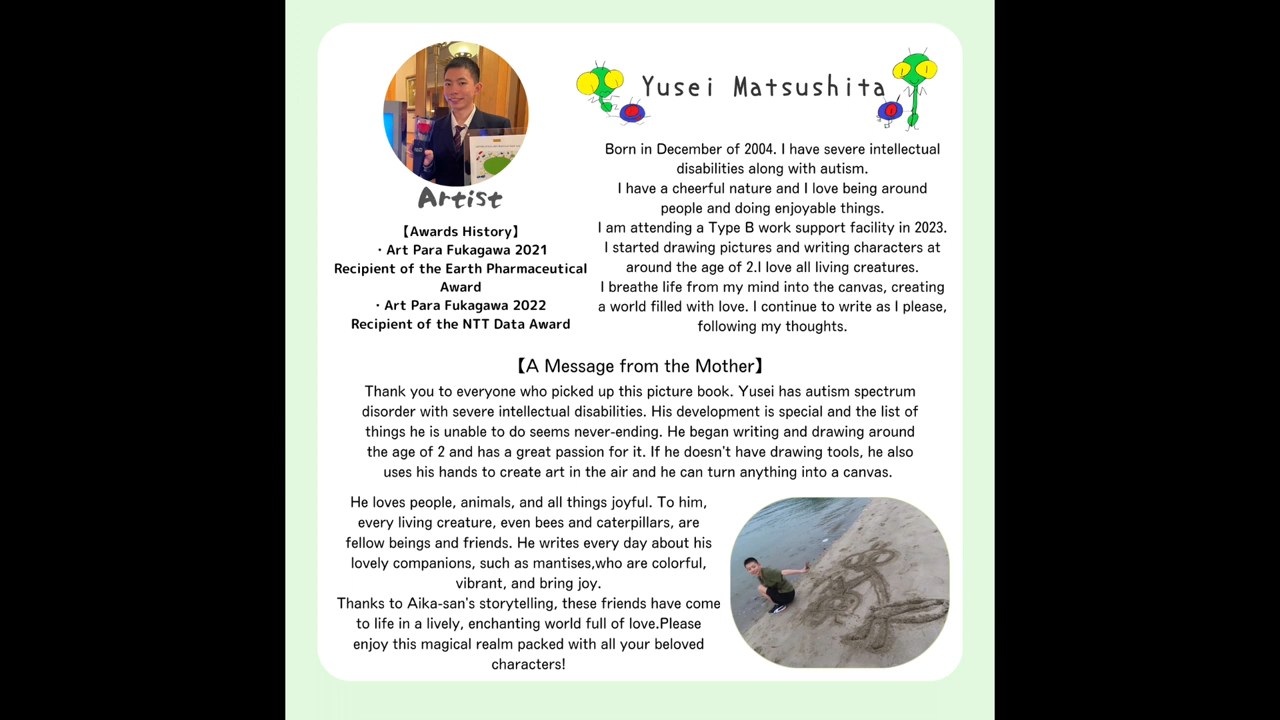 Yusei Matsushita
Artist
【Awards History】
・Art Para Fukagawa 2021
Recipient of the Earth Pharmaceutical
Award
・Art Para Fukagawa 2022
Recipient of the NTT Data Award
Born in December of 2004. I have severe intellectual
disabilities along with autism.
I have a cheerful nature and I love being around
people and doing enjoyable things.
I am attending a Type B work support facility in 2023.
I started drawing pictures and writing characters at
around the age of 2.I love all living creatures.
I breathe life from my mind into the canvas, creating
a world filled with love. I continue to write as I please,
following my thoughts.
【A Message from the Mother】
Thank you to everyone who picked up this picture book. Yusei has autism spectrum
disorder with severe intellectual disabilities. His development is special and the list of
things he is unable to do seems never-ending. He began writing and drawing around
the age of 2 and has a great passion for it. If he doesn't have drawing tools, he also
uses his hands to create art in the air and he can turn anything into a canvas.
He loves people, animals, and all things joyful. To him,
every living creature, even bees and caterpillars, are
fellow beings and friends. He writes every day about his
lovely companions, such as mantises,who are colorful,
vibrant, and bring joy.
Thanks to Aika-san's storytelling, these friends have come
to life in a lively, enchanting world full of love.Please
enjoy this magical realm packed with all your beloved
characters!